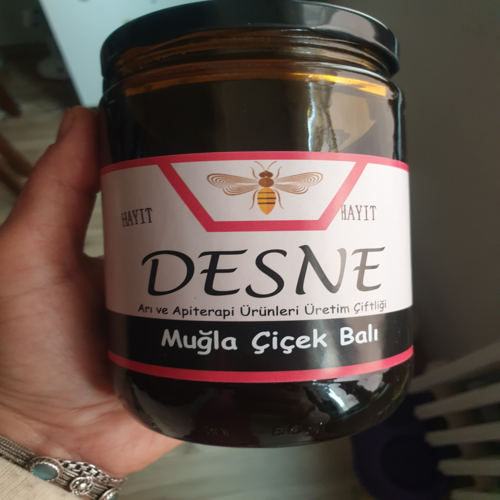 HAYIT HAYIT
DESNE
Arı ve Apiterapi Ürünleri Üretim Çiftliği
Muğla Çiçek Balı